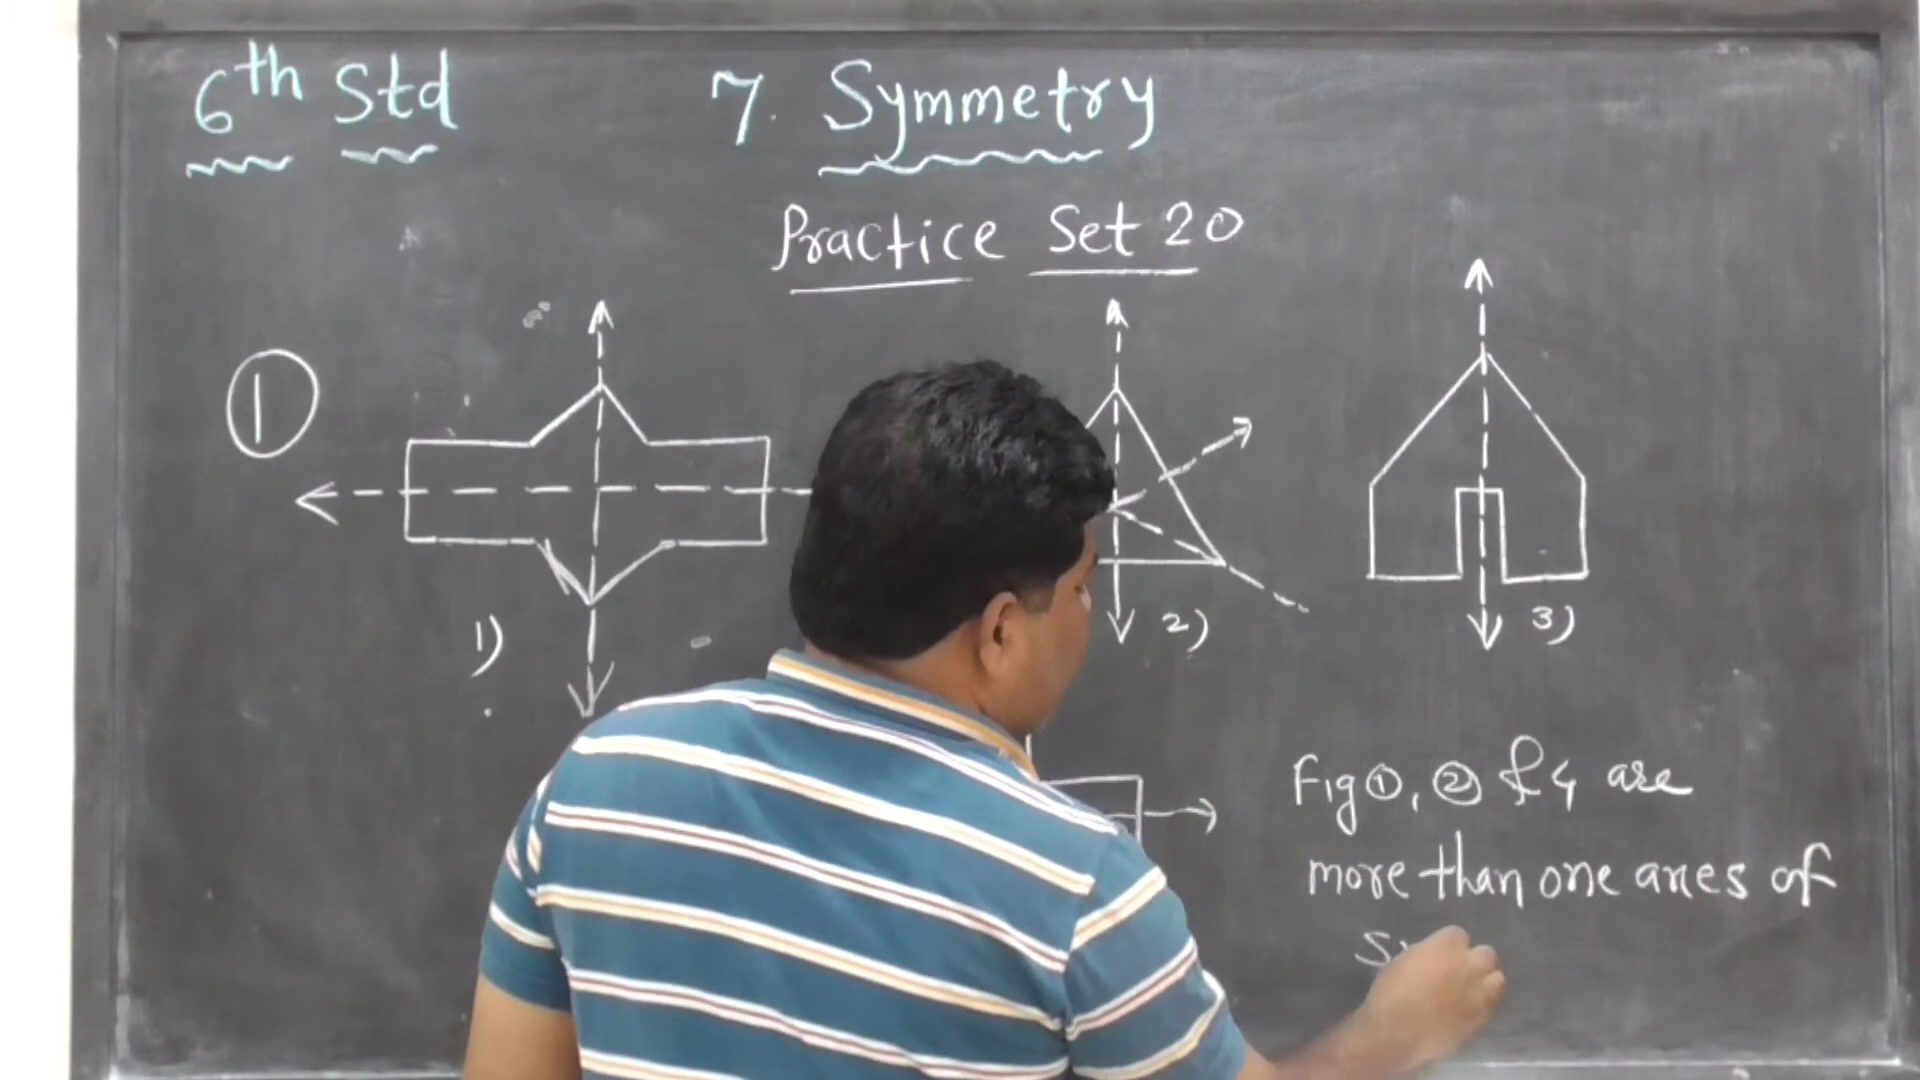 6th Std
7. Symmetry
Practice Set 20
1
1)
2)
3)
Fig ①, ② & 4 are
more than one axes of